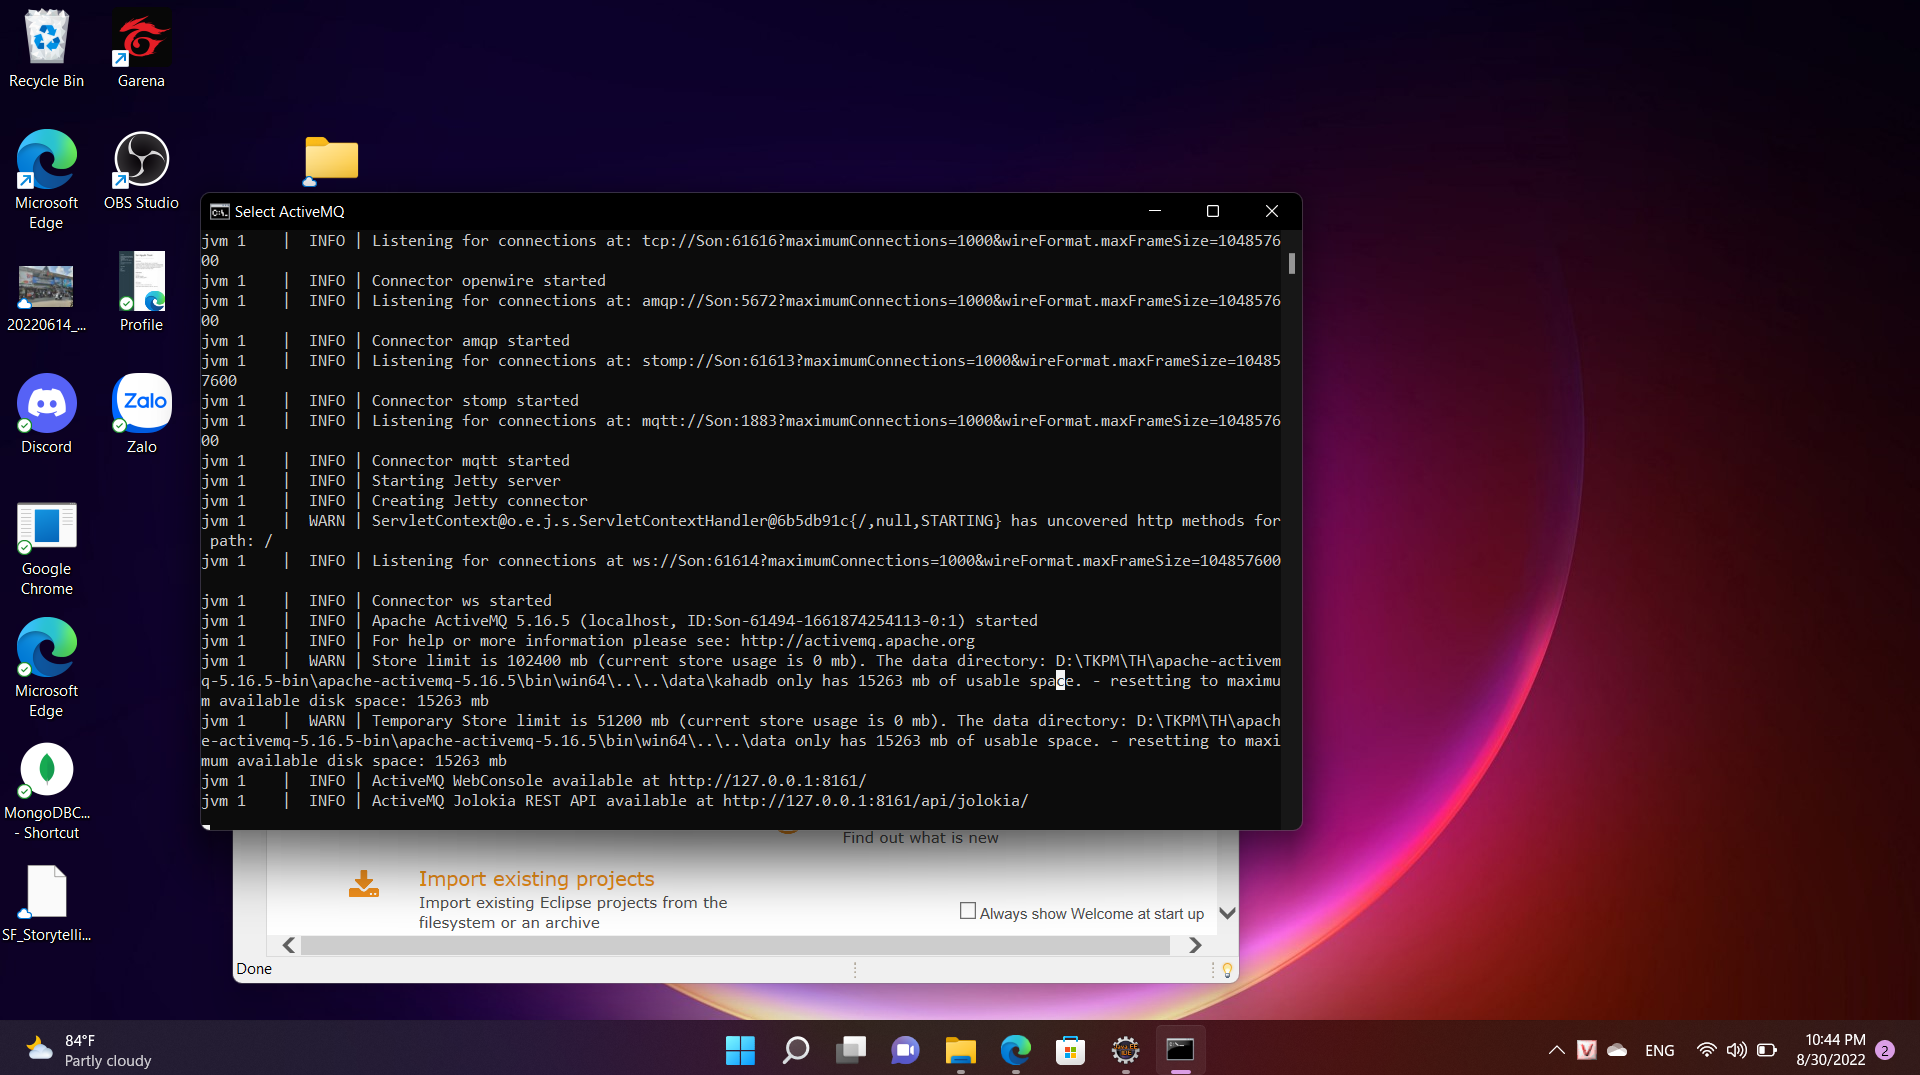 Recycle Bin
Garena
Microsoft
Edge
OBS Studio
20220614_...
Profile
Discord
Zalo
Zalo
Google
Chrome
Microsoft
Edge
MongoDBC...
- Shortcut
SF_Storytelli...
Select ActiveMQ
jvm 1    |  INFO | Listening for connections at: tcp://Son:61616?maximumConnections=1000&wireFormat.maxFrameSize=1048576
00
jvm 1    |  INFO | Connector openwire started
jvm 1    |  INFO | Listening for connections at: amqp://Son:5672?maximumConnections=1000&wireFormat.maxFrameSize=1048576
00
jvm 1    |  INFO | Connector amqp started
jvm 1    |  INFO | Listening for connections at: stomp://Son:61613?maximumConnections=1000&wireFormat.maxFrameSize=10485
7600
jvm 1    |  INFO | Connector stomp started
jvm 1    |  INFO | Listening for connections at: mqtt://Son:1883?maximumConnections=1000&wireFormat.maxFrameSize=1048576
00
jvm 1    |  INFO | Connector mqtt started
jvm 1    |  INFO | Starting Jetty server
jvm 1    |  INFO | Creating Jetty connector
jvm 1    |  WARN | ServletContext@o.e.j.s.ServletContextHandler@6b5db91c{/,null,STARTING} has uncovered http methods for
 path: /
jvm 1    |  INFO | Listening for connections at ws://Son:61614?maximumConnections=1000&wireFormat.maxFrameSize=104857600
jvm 1    |  INFO | Connector ws started
jvm 1    |  INFO | Apache ActiveMQ 5.16.5 (localhost, ID:Son-61494-1661874254113-0:1) started
jvm 1    |  INFO | For help or more information please see: http://activemq.apache.org
jvm 1    |  WARN | Store limit is 102400 mb (current store usage is 0 mb). The data directory: D:\TKPM\TH\apache-activem
q-5.16.5-bin\apache-activemq-5.16.5\bin\win64\..\..\data\kahadb only has 15263 mb of usable space. - resetting to maximu
m available disk space: 15263 mb
jvm 1    |  WARN | Temporary Store limit is 51200 mb (current store usage is 0 mb). The data directory: D:\TKPM\TH\apach
e-activemq-5.16.5-bin\apache-activemq-5.16.5\bin\win64\..\..\data only has 15263 mb of usable space. - resetting to maxi
mum available disk space: 15263 mb
jvm 1    |  INFO | ActiveMQ WebConsole available at http://127.0.0.1:8161/
jvm 1    |  INFO | ActiveMQ Jolokia REST API available at http://127.0.0.1:8161/api/jolokia/
Find out what is new
Import existing projects
Import existing Eclipse projects from the
filesystem or an archive
Always show Welcome at start up
Done
84°F
Partly cloudy
ENG
10:44 PM
8/30/2022
2